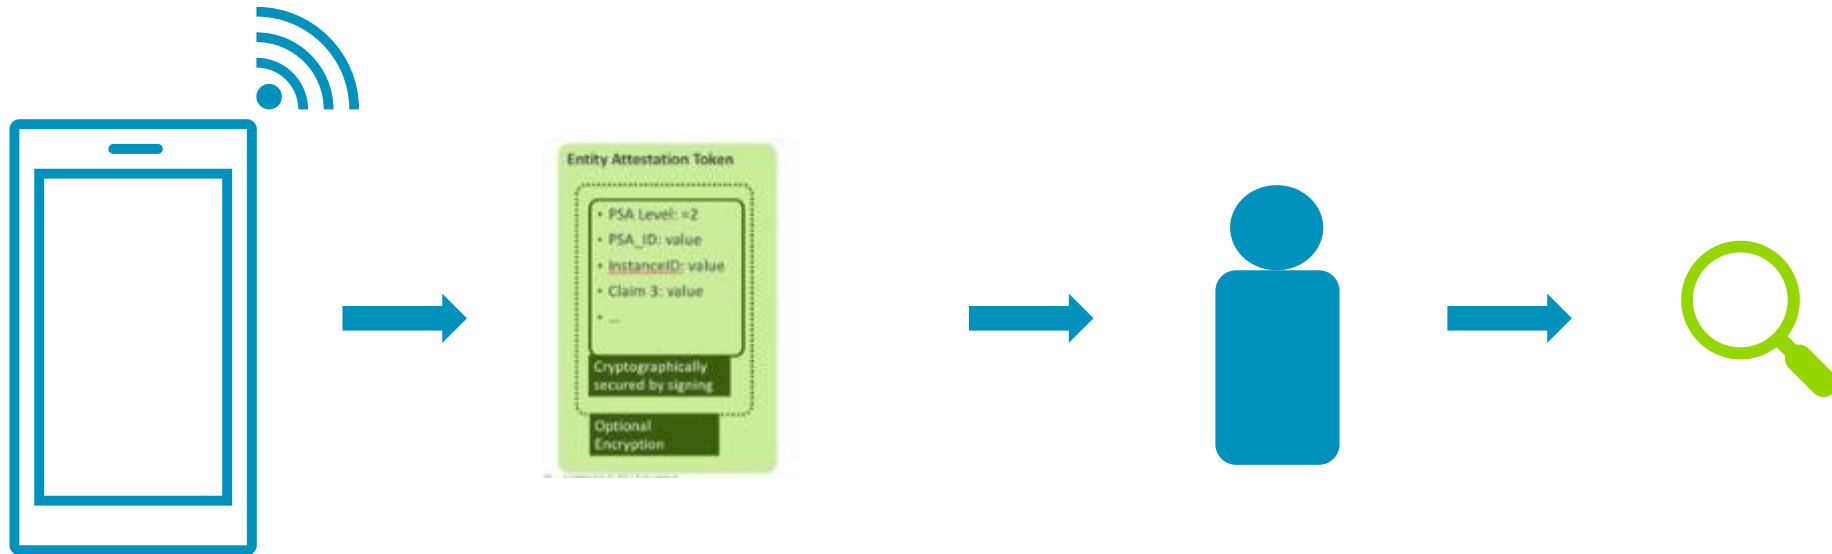 Entity Attestation Token
• PSA Level: =2
• PSA_ID: value
• InstanceID: value
• Claim 3: value
• ...
Cryptographically
secured by signing
Optional
Encryption